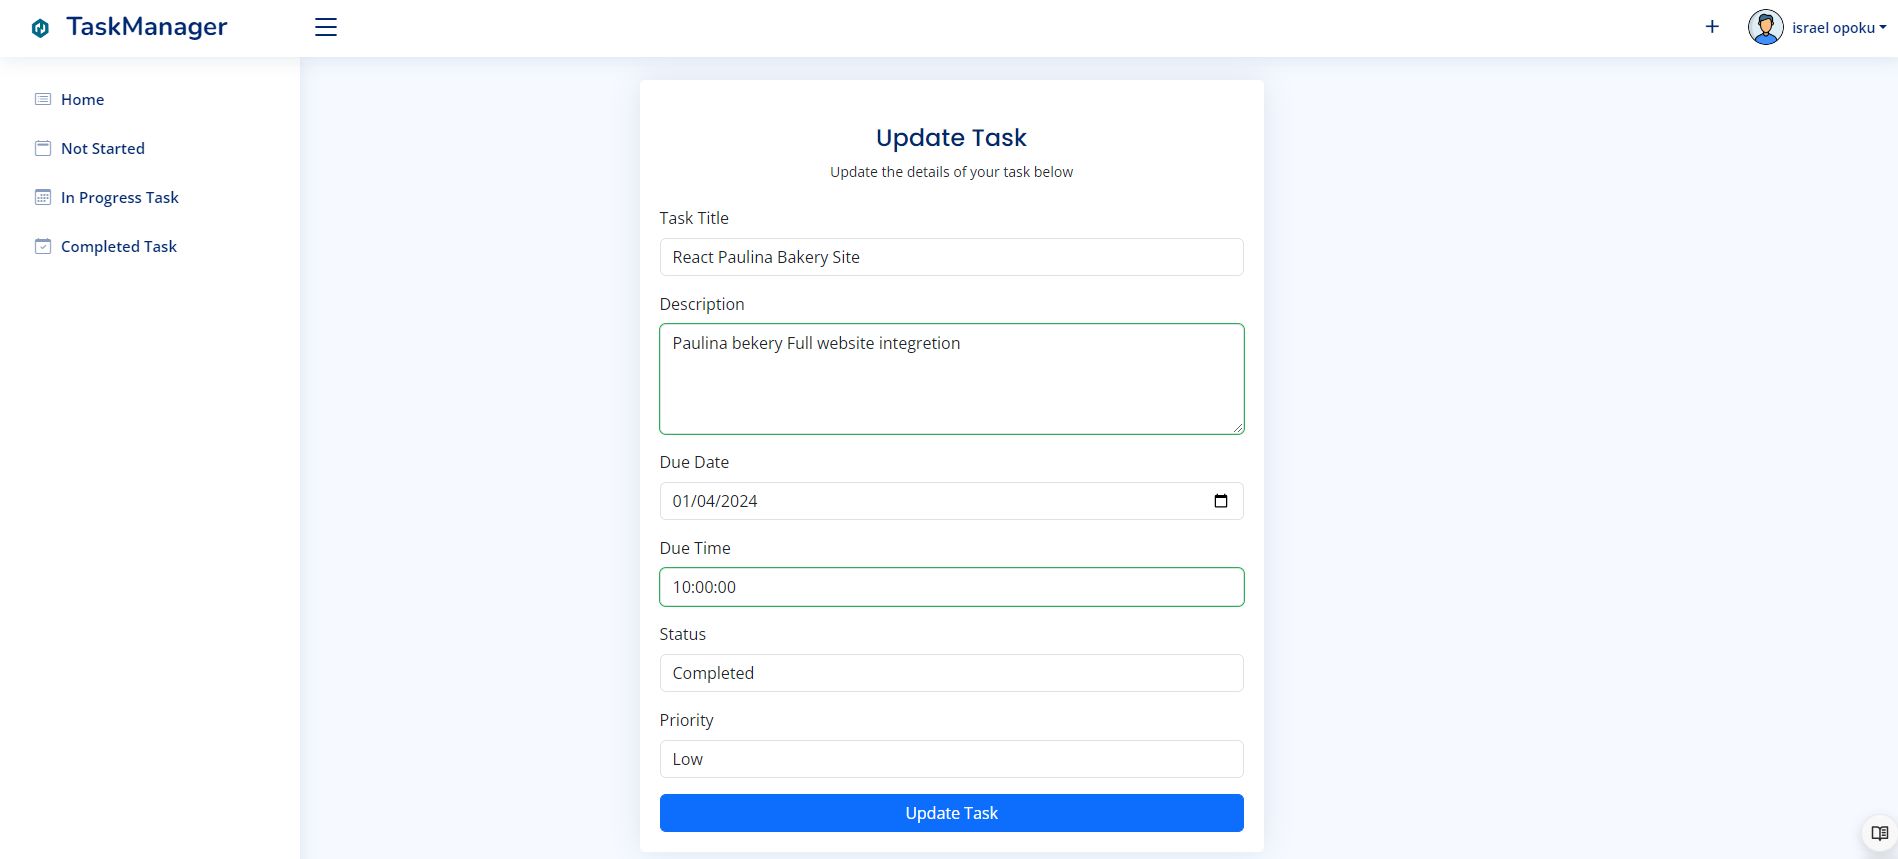 TaskManager
+
israel opoku
Home
Not Started
In Progress Task
Completed Task
Update Task
Update the details of your task below
Task Title
React Paulina Bakery Site
Description
Paulina bekery Full website integretion
Due Date
01/04/2024
Due Time
10:00:00
Status
Completed
Priority
Low
Update Task